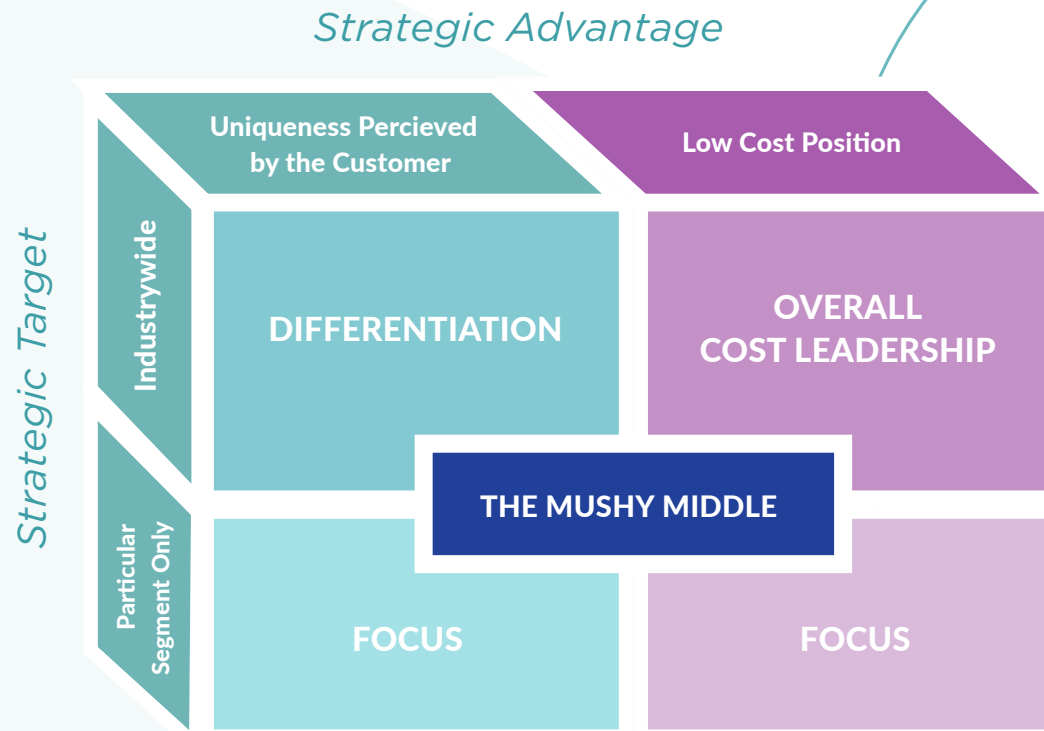 Strategic Advantage
Uniqueness Percieved
by the Customer
Low Cost Position
Strategic Target
Industrywide
DIFFERENTIATION
OVERALL
COST LEADERSHIP
THE MUSHY MIDDLE
Particular
Segment Only
FOCUS
FOCUS